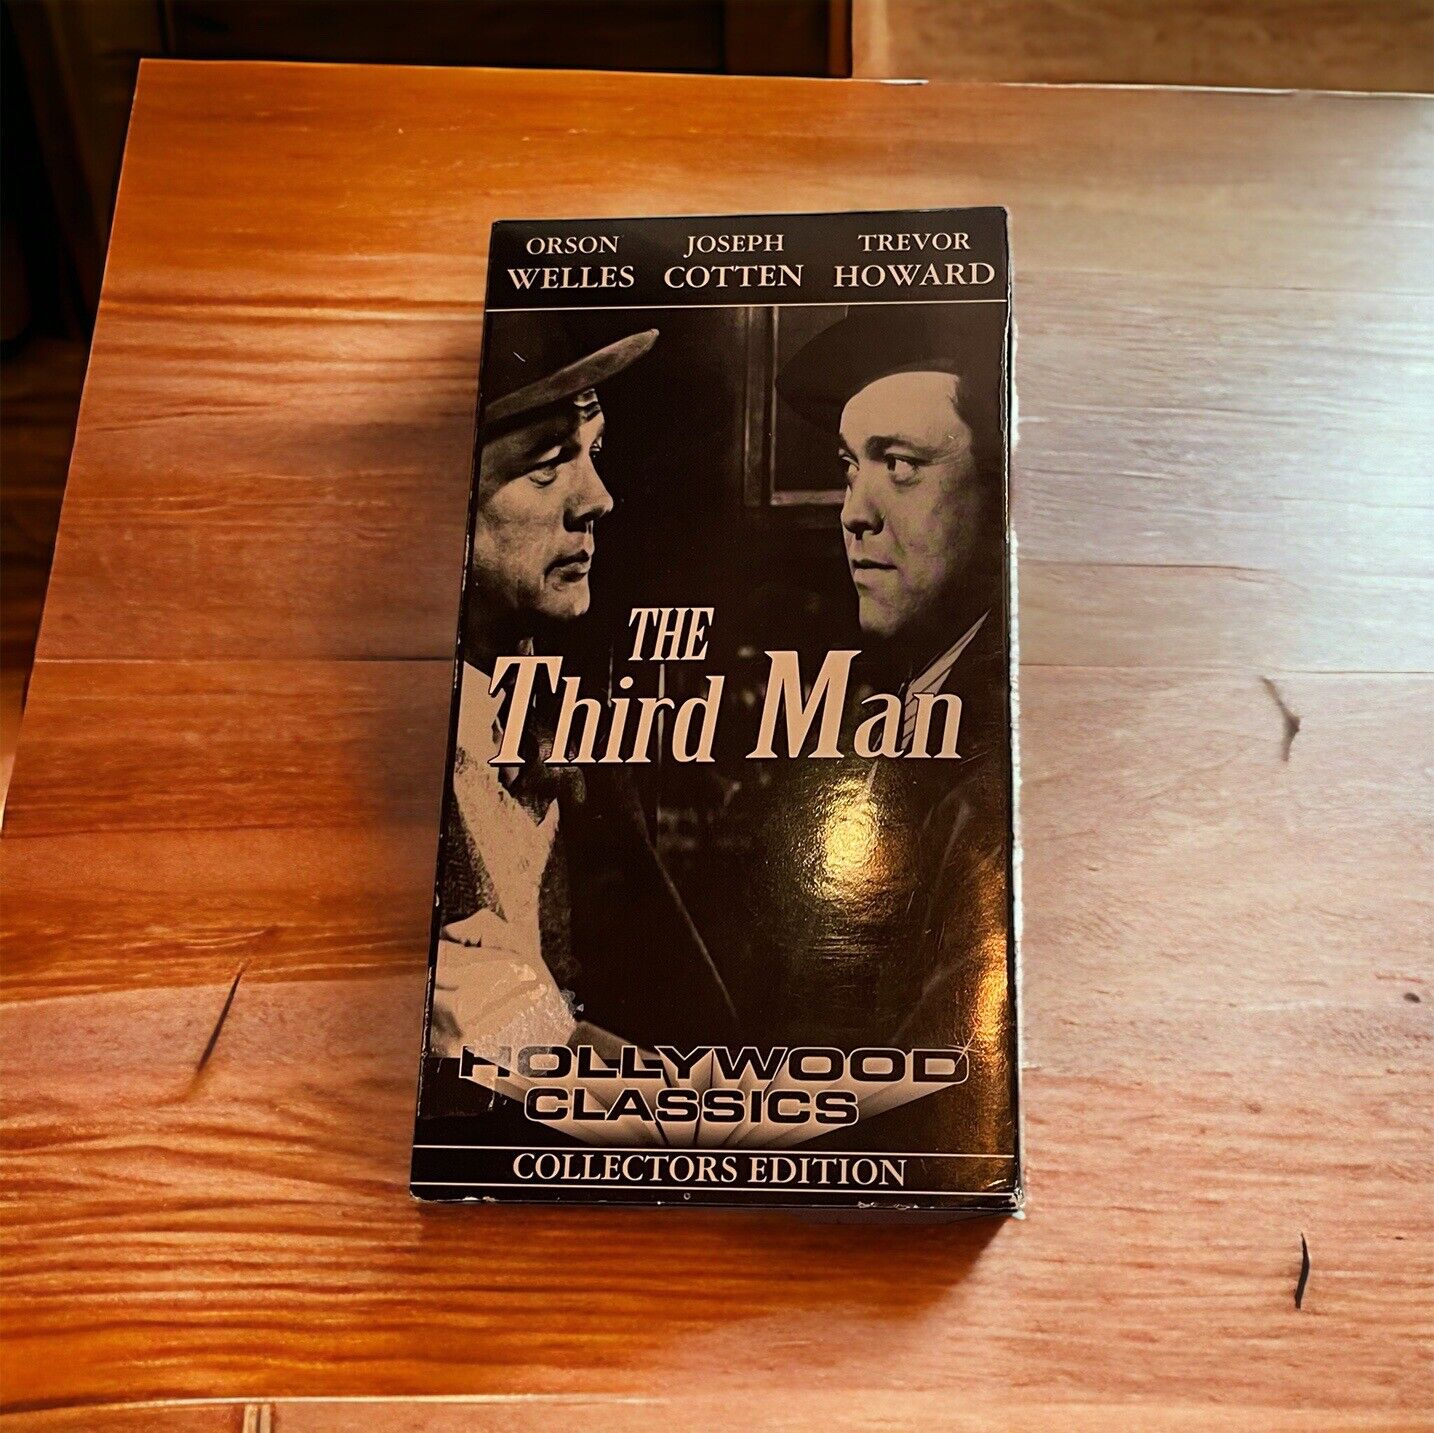 ORSON JOSEPH TREVOR
WELLES COTTEN HOWARD
THE
Third Man
HOLLYWOOD
CLASSICS
COLLECTORS EDITION